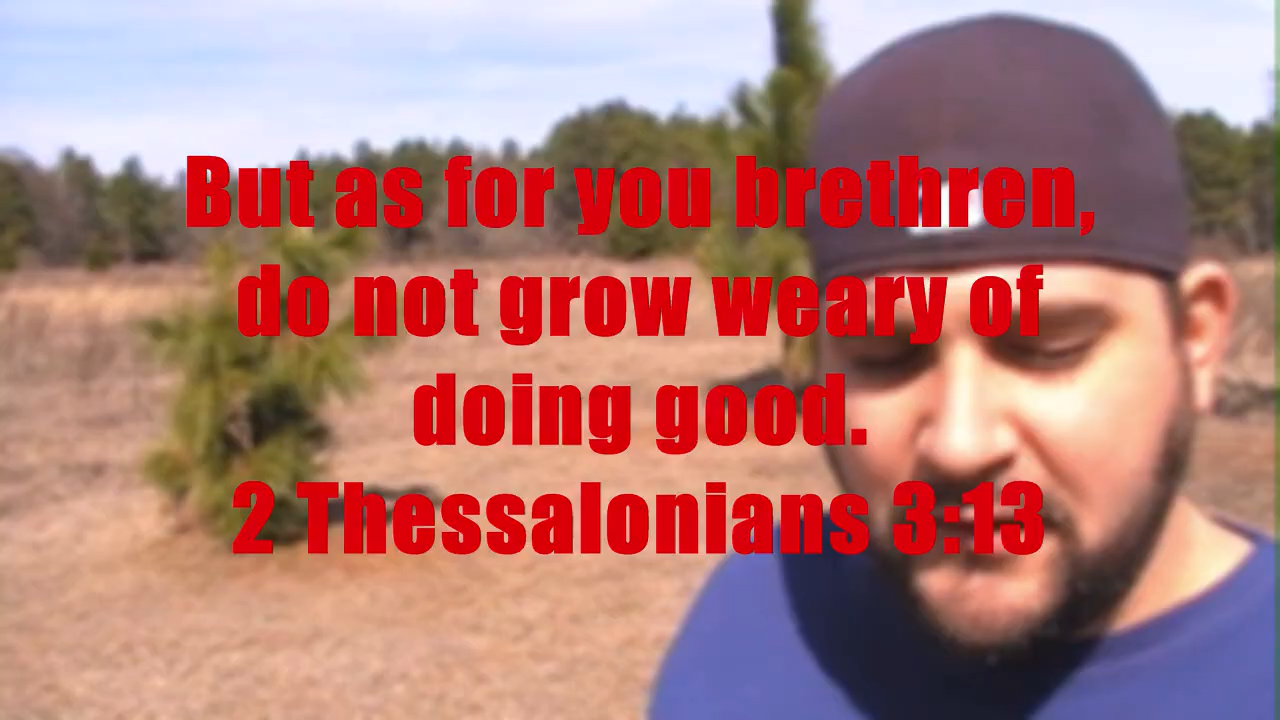 But as for you brethren,
do not grow weary of
doing good.
2 Thessalonians 3:13